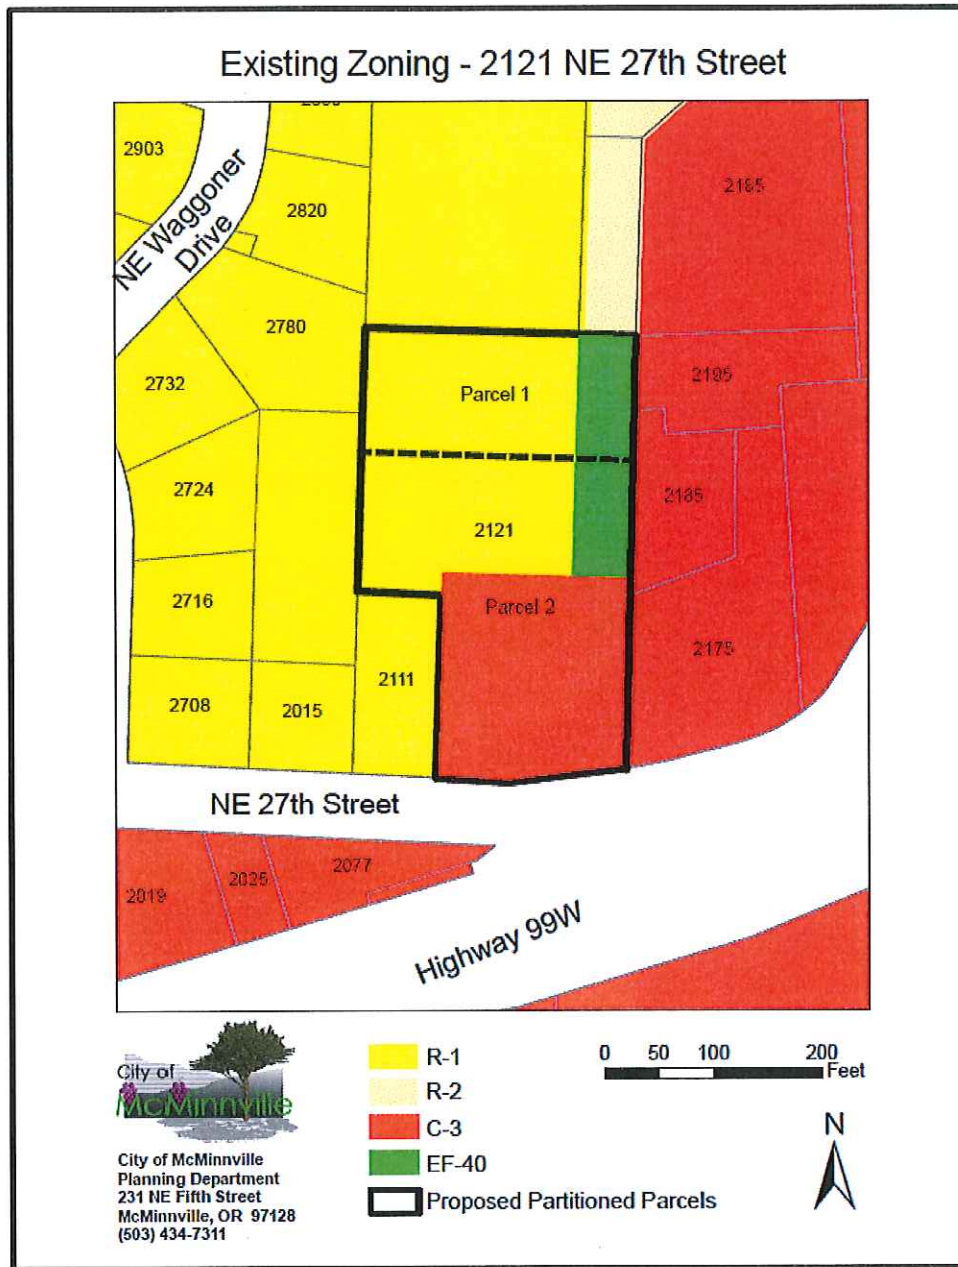 Existing Zoning - 2121 NE 27th Street
2903
2820
NE Waggoner
Drive
2780
2732
2724
2716
2708
2015
2111
Parcel 1
2121
Parcel 2
2185
2195
2185
2175
NE 27th Street
2019
2025
2077
Highway 99W
City of
McMinnville
City of McMinnville
Planning Department
231 NE Fifth Street
McMinnville, OR 97128
(503) 434-7311
R-1
R-2
C-3
EF-40
Proposed Partitioned Parcels
0 50 100 200
Feet
N